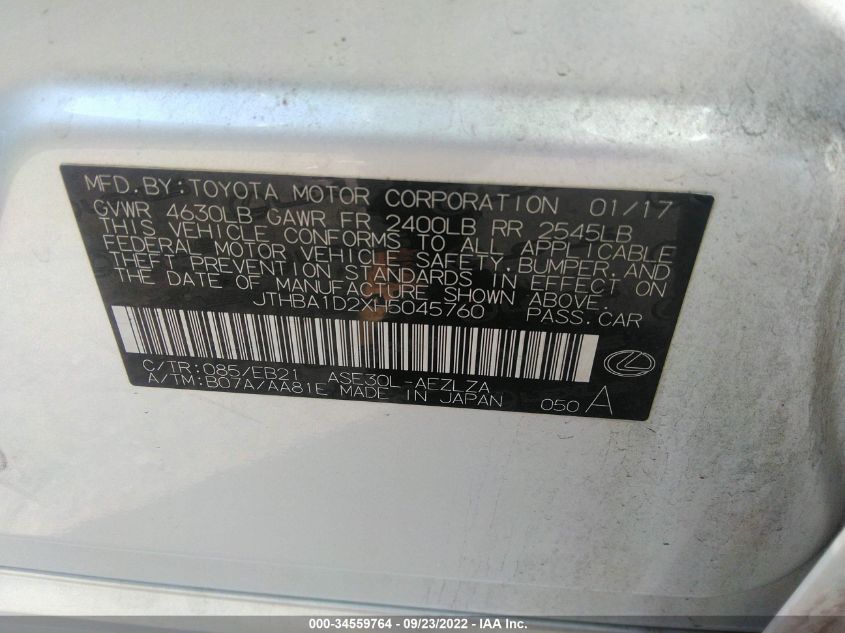 MFD. BY: TOYOTA MOTOR CORPORATION 01/17
GVWR 4630LB GAWR FR 2400LB RR 2545LB
THIS VEHICLE CONFORMS TO ALL APPLICABLE
FEDERAL MOTOR VEHICLE SAFETY, BUMPER, AND
THEFT PREVENTION STANDARDS IN EFFECT ON
THE DATE OF MANUFACTURE SHOWN ABOVE.
JTHBA1D2XH5045760 PASS. CAR
C/TR: 085/EB21 ASE30L-AEZLZA
A/TM: B07A/AA81E MADE IN JAPAN 050 A
000-34559764 - 09/23/2022 - IAA Inc.